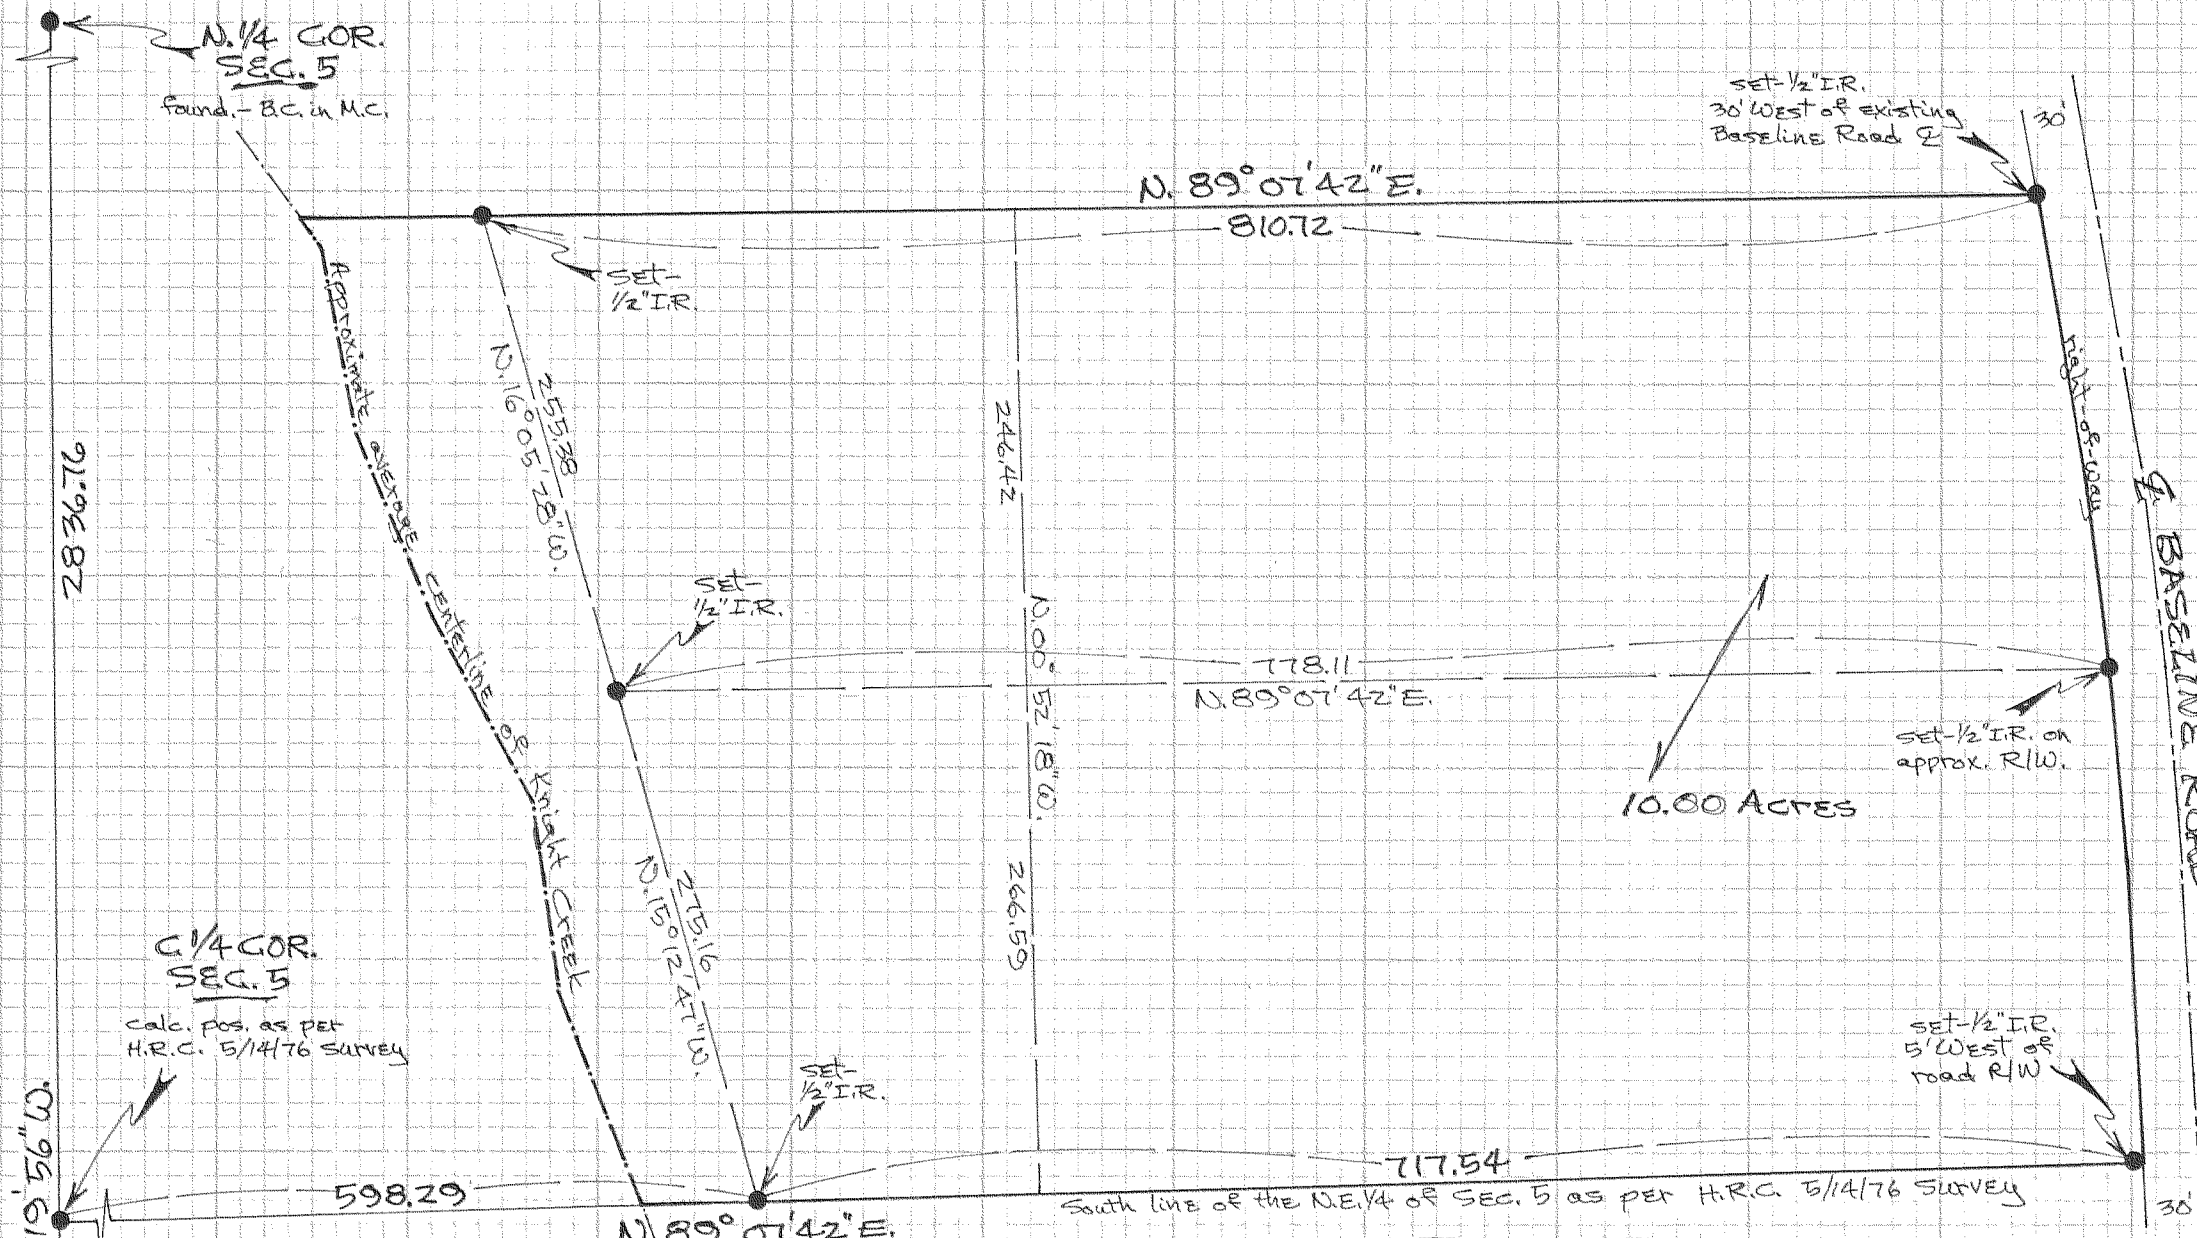 N. 1/4 COR.
SEC. 5
found.- B.C. in M.C.
set-1/2" I.R.
30' West of existing
Baseline Road ℄
30'
N. 89° 07' 42" E.
810.72
set-
1/2" I.R.
Approximate average centerline of Knight Creek
255.38
N. 16° 05' 28" W.
246.42
right-of-way
2836.76
℄ BASELINE ROAD
set-
1/2" I.R.
778.11
N. 89° 07' 42" E.
N. 00° 52' 18" W.
set-1/2" I.R. on
approx. R/W.
10.00 Acres
275.16
N. 15° 12' 47" W.
266.59
C 1/4 COR.
SEC. 5
calc. pos. as per
H.R.C. 5/14/76 survey
set-1/2" I.R.
5' West of
road R/W
set-
1/2" I.R.
19' 56" W.
598.29
717.54
South line of the N.E. 1/4 of Sec. 5 as per H.R.C. 5/14/76 survey
30'
N. 89° 07' 42" E.